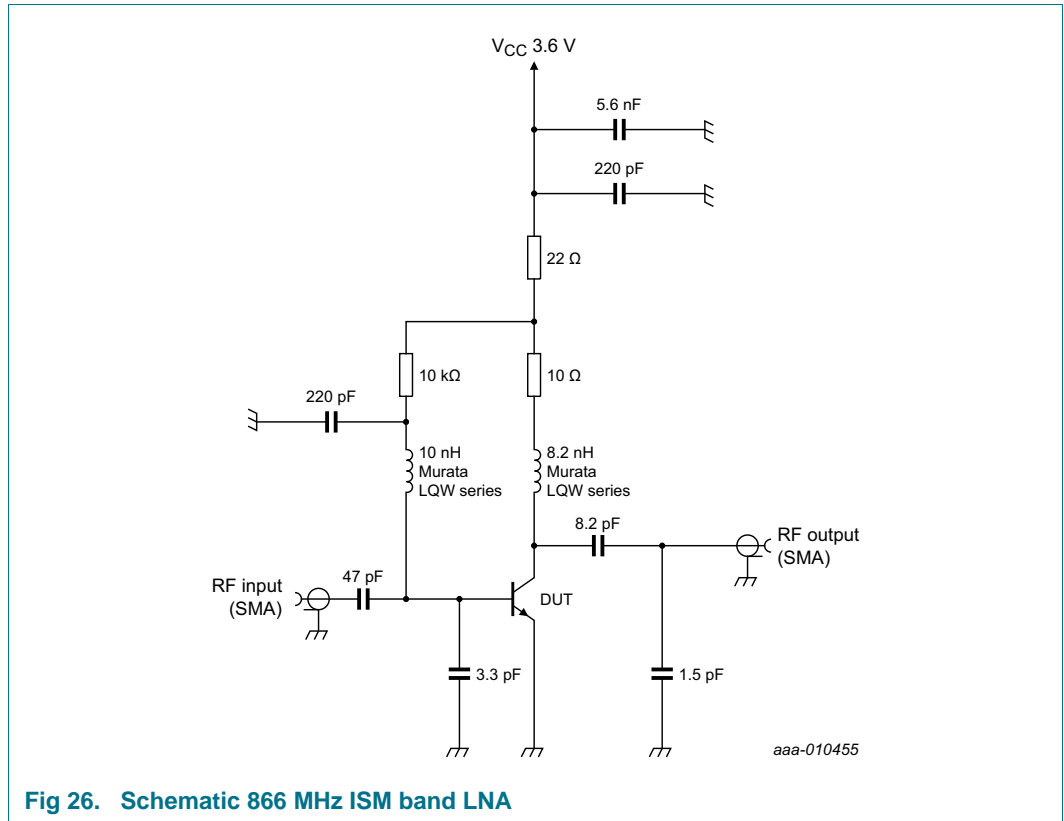 VCC 3.6 V
5.6 nF
220 pF
22 Ω
10 kΩ
10 Ω
220 pF
10 nH
Murata
LQW series
8.2 nH
Murata
LQW series
8.2 pF
RF output
(SMA)
RF input
(SMA)
47 pF
DUT
3.3 pF
1.5 pF
aaa-010455
Fig 26. Schematic 866 MHz ISM band LNA